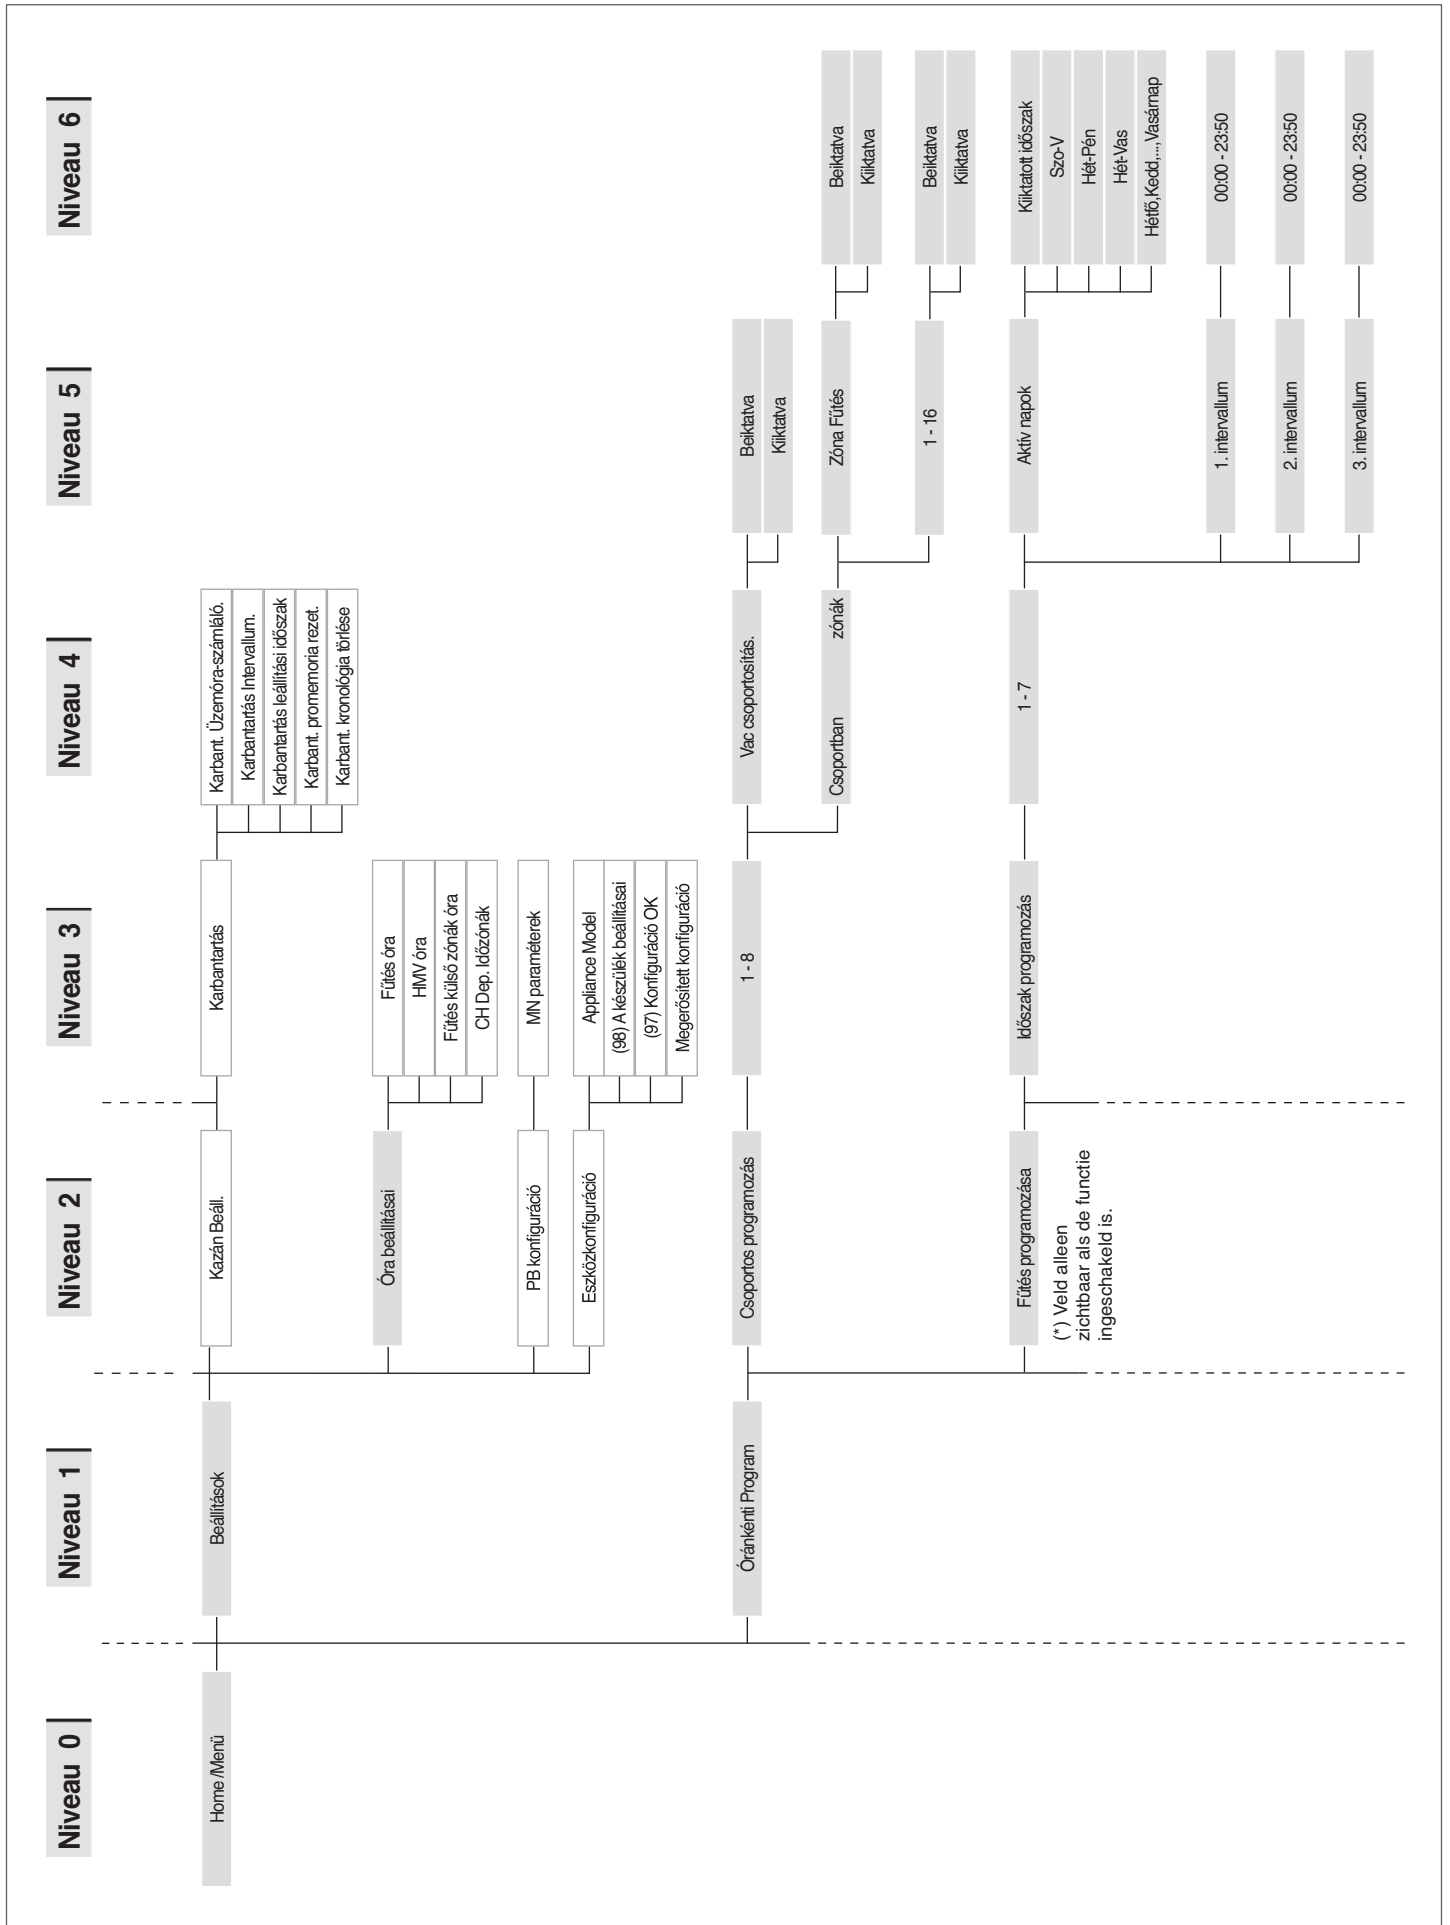 Niveau 0
Niveau 1
Niveau 2
Niveau 3
Niveau 4
Niveau 5
Niveau 6
Home /Menü
Beállítások
Kazán Beáll.
Karbantartás
Karbant. Üzemóra-számláló.
Karbantartás Intervallum.
Karbantartás leállítási időszak
Karbant. promemoria rezet.
Karbant. kronológia törlése
Óra beállításai
Fűtés óra
HMV óra
Fűtés külső zónák óra
CH Dep. Időzónák
PB konfiguráció
MN paraméterek
Eszközkonfiguráció
Appliance Model
(98) A készülék beállításai
(97) Konfiguráció OK
Megerősített konfiguráció
Óránkénti Program
Csoportos programozás
1 - 8
Vac csoportosítás.
Beiktatva
Kiiktatva
Csoportban zónák
Zóna Fűtés
Beiktatva
Kiiktatva
1 - 16
Beiktatva
Kiiktatva
Fűtés programozása
(*) Veld alleen
zichtbaar als de functie
ingeschakeld is.
Időszak programozás
1 - 7
Aktív napok
Kiiktatott időszak
Szo-V
Hét-Pén
Hét-Vas
Hétfő,Kedd,...,Vasárnap
1. intervallum
00:00 - 23:50
2. intervallum
00:00 - 23:50
3. intervallum
00:00 - 23:50